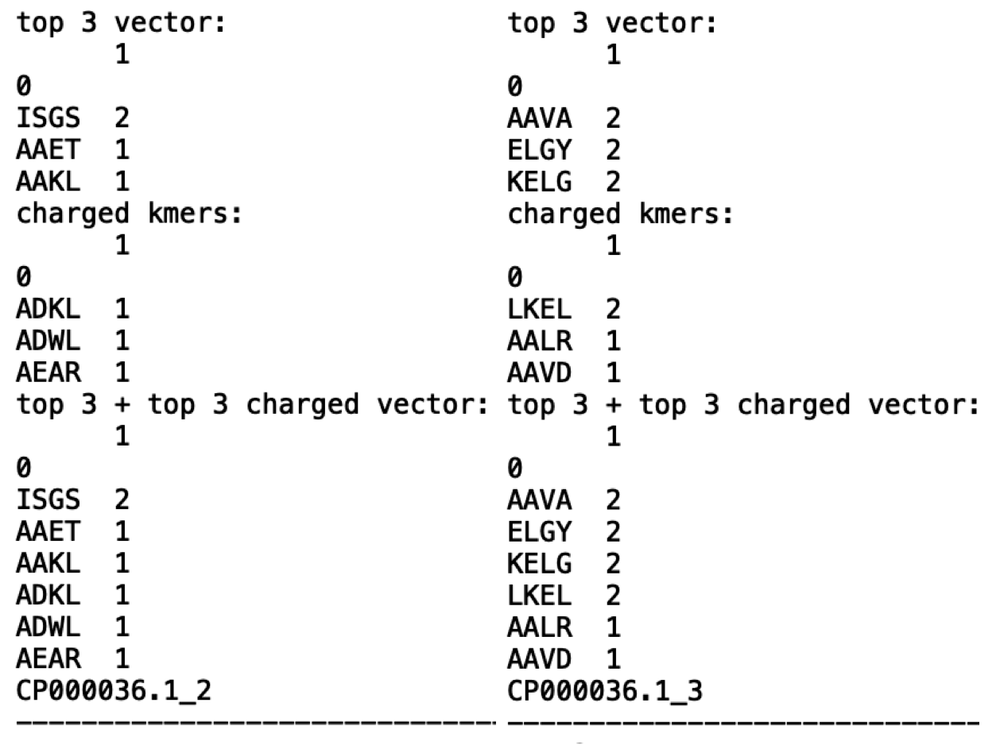 top 3 vector:
1
0
ISGS 2
AAET 1
AAKL 1
charged kmers:
1
0
ADKL 1
ADWL 1
AEAR 1
top 3 + top 3 charged vector:
1
0
ISGS 2
AAET 1
AAKL 1
ADKL 1
ADWL 1
AEAR 1
CP000036.1_2
------------------------------
top 3 vector:
1
0
AAVA 2
ELGY 2
KELG 2
charged kmers:
1
0
LKEL 2
AALR 1
AAVD 1
top 3 + top 3 charged vector:
1
0
AAVA 2
ELGY 2
KELG 2
LKEL 2
AALR 1
AAVD 1
CP000036.1_3
-----------------------------